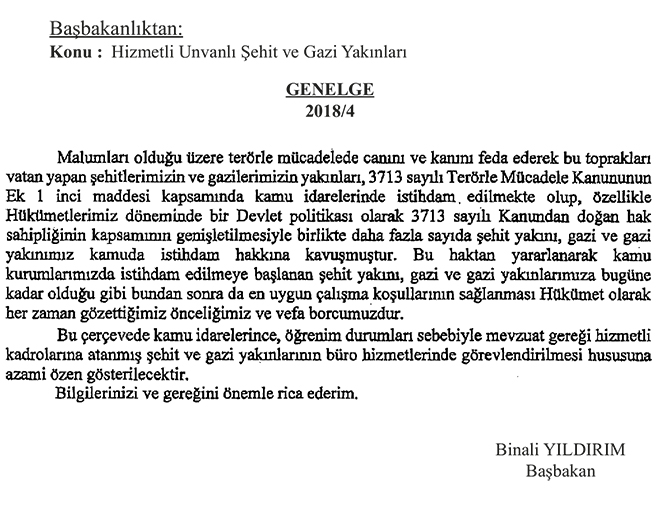 Başbakanlıktan:
Konu : Hizmetli Unvanlı Şehit ve Gazi Yakınları
GENELGE
2018/4
Malumları olduğu üzere terörle mücadelede canını ve kanını feda ederek bu toprakları
vatan yapan şehitlerimizin ve gazilerimizin yakınları, 3713 sayılı Terörle Mücadele Kanununun
Ek 1 inci maddesi kapsamında kamu idarelerinde istihdam edilmekte olup, özellikle
Hükümetlerimiz döneminde bir Devlet politikası olarak 3713 sayılı Kanundan doğan hak
sahipliğinin kapsamının genişletilmesiyle birlikte daha fazla sayıda şehit yakını, gazi ve gazi
yakınımız kamuda istihdam hakkına kavuşmuştur. Bu haktan yararlanarak kamu
kurumlarımızda istihdam edilmeye başlanan şehit yakını, gazi ve gazi yakınlarımıza bugüne
kadar olduğu gibi bundan sonra da en uygun çalışma koşullarının sağlanması Hükümet olarak
her zaman gözettiğimiz önceliğimiz ve vefa borcumuzdur.
Bu çerçevede kamu idarelerince, öğrenim durumları sebebiyle mevzuat gereği hizmetli
kadrolarına atanmış şehit ve gazi yakınlarının büro hizmetlerinde görevlendirilmesi hususuna
azami özen gösterilecektir.
Bilgilerinizi ve gereğini önemle rica ederim.
Binali YILDIRIM
Başbakan